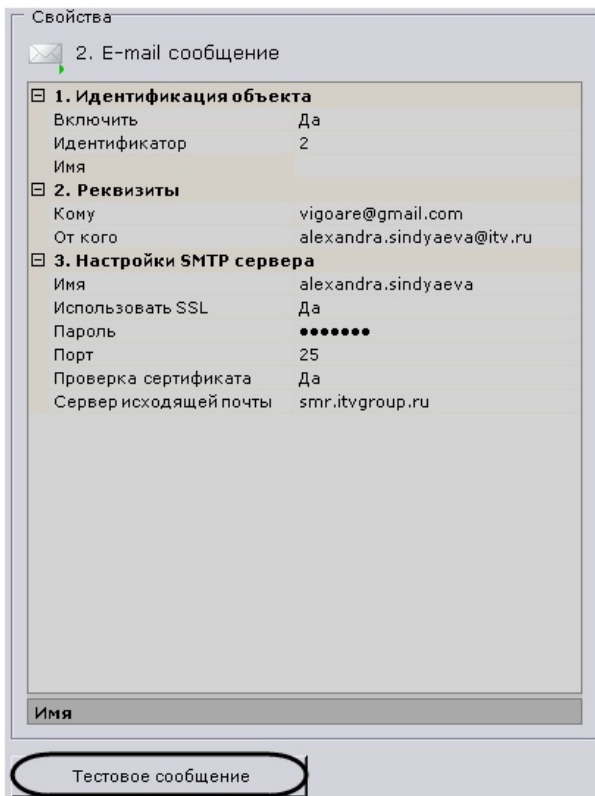 Свойства
2. E-mail сообщение
1. Идентификация объекта
Включить Да
Идентификатор 2
Имя
2. Реквизиты
Кому vigoare@gmail.com
От кого alexandra.sindyaeva@itv.ru
3. Настройки SMTP сервера
Имя alexandra.sindyaeva
Использовать SSL Да
Пароль •••••••
Порт 25
Проверка сертификата Да
Сервер исходящей почты smr.itvgroup.ru
Имя
Тестовое сообщение